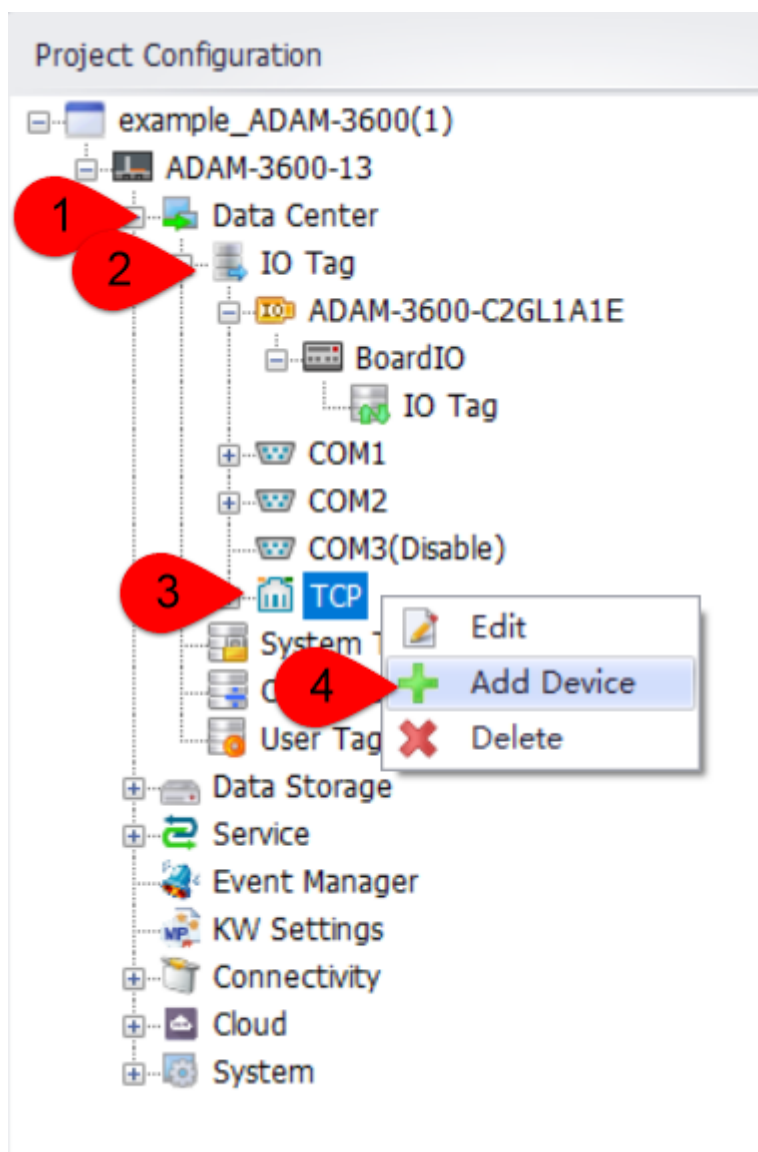 Project Configuration
example_ADAM-3600(1)
ADAM-3600-13
1 Data Center
2 IO Tag
IO ADAM-3600-C2GL1A1E
BoardIO
IO Tag
COM1
COM2
COM3(Disable)
3 TCP
Edit
System T
4 Add Device
C
User Tag
Delete
Data Storage
Service
Event Manager
WP KW Settings
Connectivity
Cloud
System